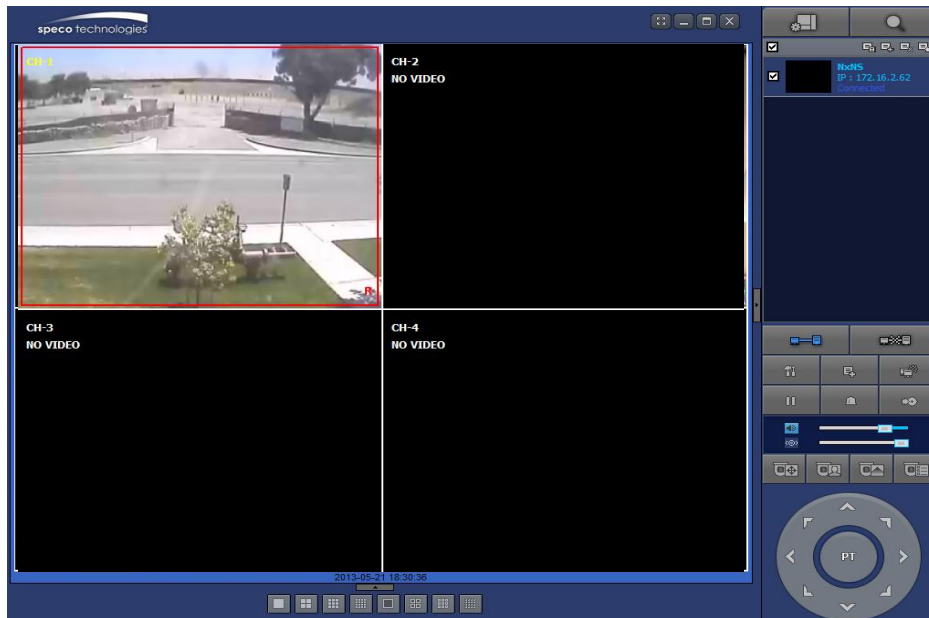 speco technologies
CH-1
CH-2
NO VIDEO
R
CH-3
NO VIDEO
CH-4
NO VIDEO
2013-05-21 18:30:36
NxNS
IP : 172.16.2.62
Connected
PT